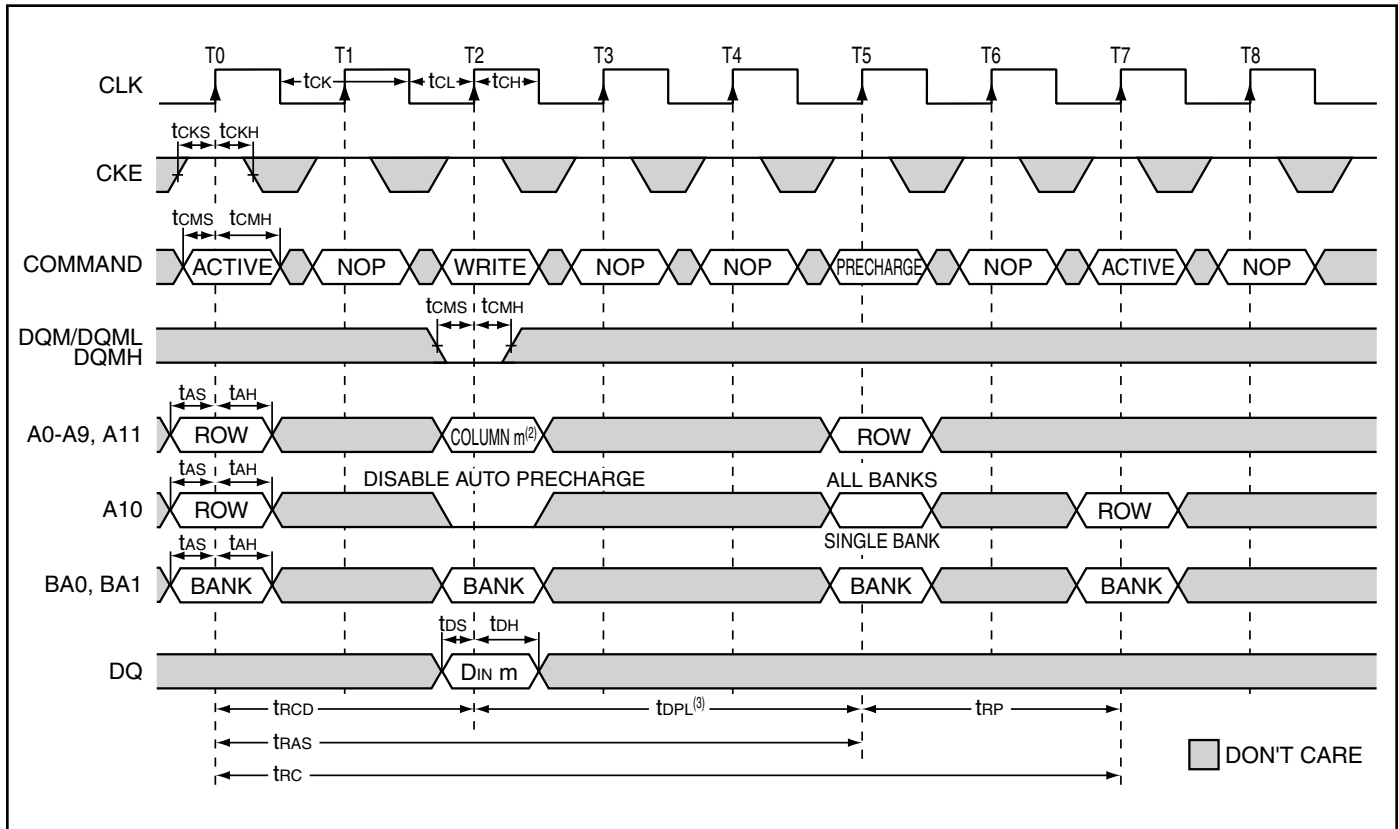 T0 T1 T2 T3 T4 T5 T6 T7 T8
CLK tCK tCL tCH
tCKS tCKH
CKE
tCMS tCMH
COMMAND ACTIVE NOP WRITE NOP NOP PRECHARGE NOP ACTIVE NOP
tCMS tCMH
DQM/DQML
DQMH
tAS tAH
A0-A9, A11 ROW COLUMN m(2) ROW
tAS tAH DISABLE AUTO PRECHARGE ALL BANKS
A10 ROW ROW
tAS tAH SINGLE BANK
BA0, BA1 BANK BANK BANK BANK
tDS tDH
DQ DIN m
tRCD tDPL(3) tRP
tRAS
DON'T CARE
tRC